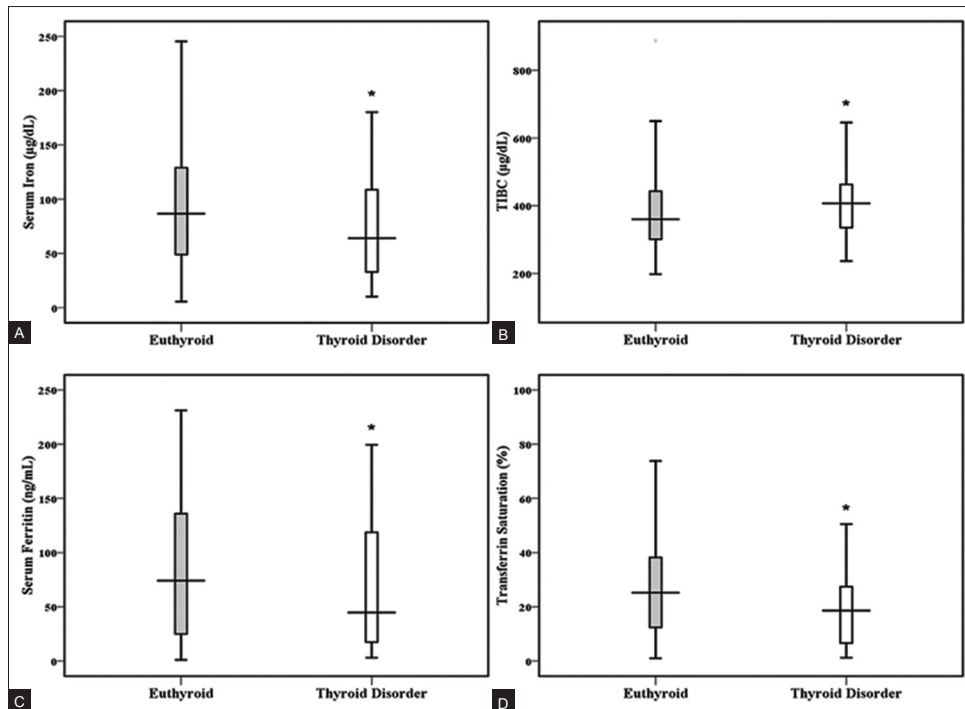 250
200
150
100
50
0
Serum Iron (µg/dL)
*
Euthyroid
Thyroid Disorder
A
800
600
400
200
TIBC (µg/dL)
*
Euthyroid
Thyroid Disorder
B
250
200
150
100
50
0
Serum Ferritin (ng/mL)
*
Euthyroid
Thyroid Disorder
C
100
80
60
40
20
0
Transferrin Saturation (%)
*
Euthyroid
Thyroid Disorder
D